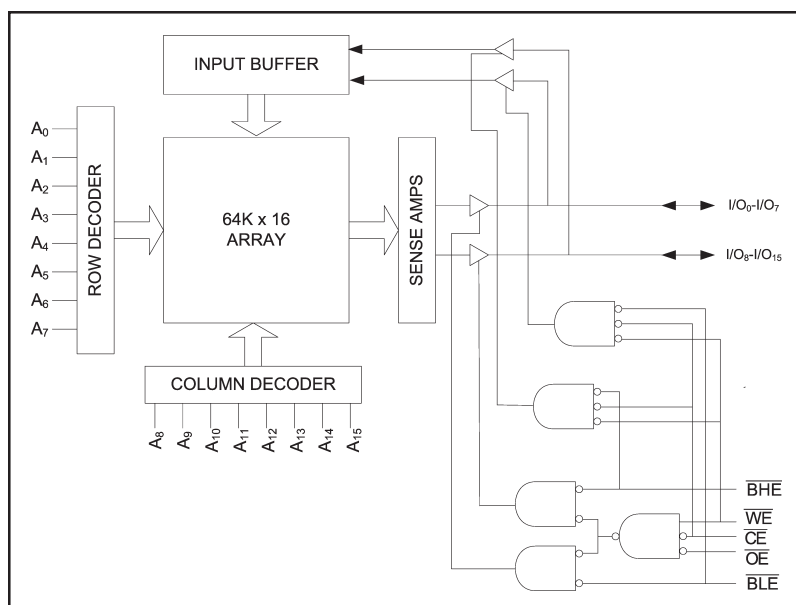 INPUT BUFFER
A0
A1
A2
A3
A4
A5
A6
A7
ROW DECODER
64K x 16
ARRAY
SENSE AMPS
I/O0-I/O7
I/O8-I/O15
COLUMN DECODER
A8
A9
A10
A11
A12
A13
A14
A15
BHE
WE
CE
OE
BLE